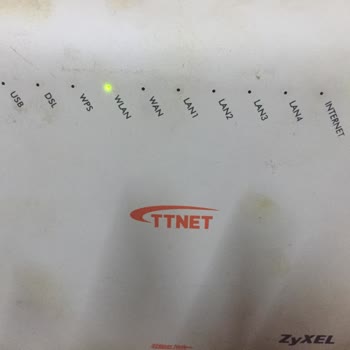 USB DSL WPS WLAN WAN LAN1 LAN2 LAN3 LAN4 INTERNET
TTNET
ZyXEL